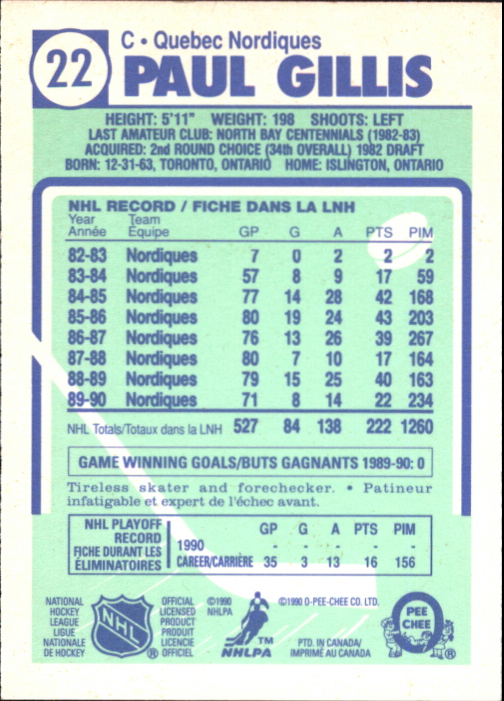 22
C • Quebec Nordiques
PAUL GILLIS
HEIGHT: 5'11" WEIGHT: 198 SHOOTS: LEFT
LAST AMATEUR CLUB: NORTH BAY CENTENNIALS (1982-83)
ACQUIRED: 2nd ROUND CHOICE (34th OVERALL) 1982 DRAFT
BORN: 12-31-63, TORONTO, ONTARIO HOME: ISLINGTON, ONTARIO
NHL RECORD / FICHE DANS LA LNH
Year Team
Année Équipe GP G A PTS PIM
82-83 Nordiques 7 0 2 2 2
83-84 Nordiques 57 8 9 17 59
84-85 Nordiques 77 14 28 42 168
85-86 Nordiques 80 19 24 43 203
86-87 Nordiques 76 13 26 39 267
87-88 Nordiques 80 7 10 17 164
88-89 Nordiques 79 15 25 40 163
89-90 Nordiques 71 8 14 22 234
NHL Totals/Totaux dans la LNH 527 84 138 222 1260
GAME WINNING GOALS/BUTS GAGNANTS 1989-90: 0
Tireless skater and forechecker. • Patineur
infatigable et expert de l'échec avant.
NHL PLAYOFF RECORD
FICHE DURANT LES ÉLIMINATOIRES
GP G A PTS PIM
1990 - - - - -
CAREER/CARRIÈRE 35 3 13 16 156
NATIONAL
HOCKEY
LEAGUE
LIGUE
NATIONALE
DE HOCKEY
NHL ®
OFFICIAL
LICENSED
PRODUCT
PRODUIT
LICENCIE
OFFICIEL
©1990
NHLPA
TM
NHLPA
©1990 O-PEE-CHEE CO. LTD.
PTD. IN CANADA/
IMPRIMÉ AU CANADA
O PEE
CHEE
®